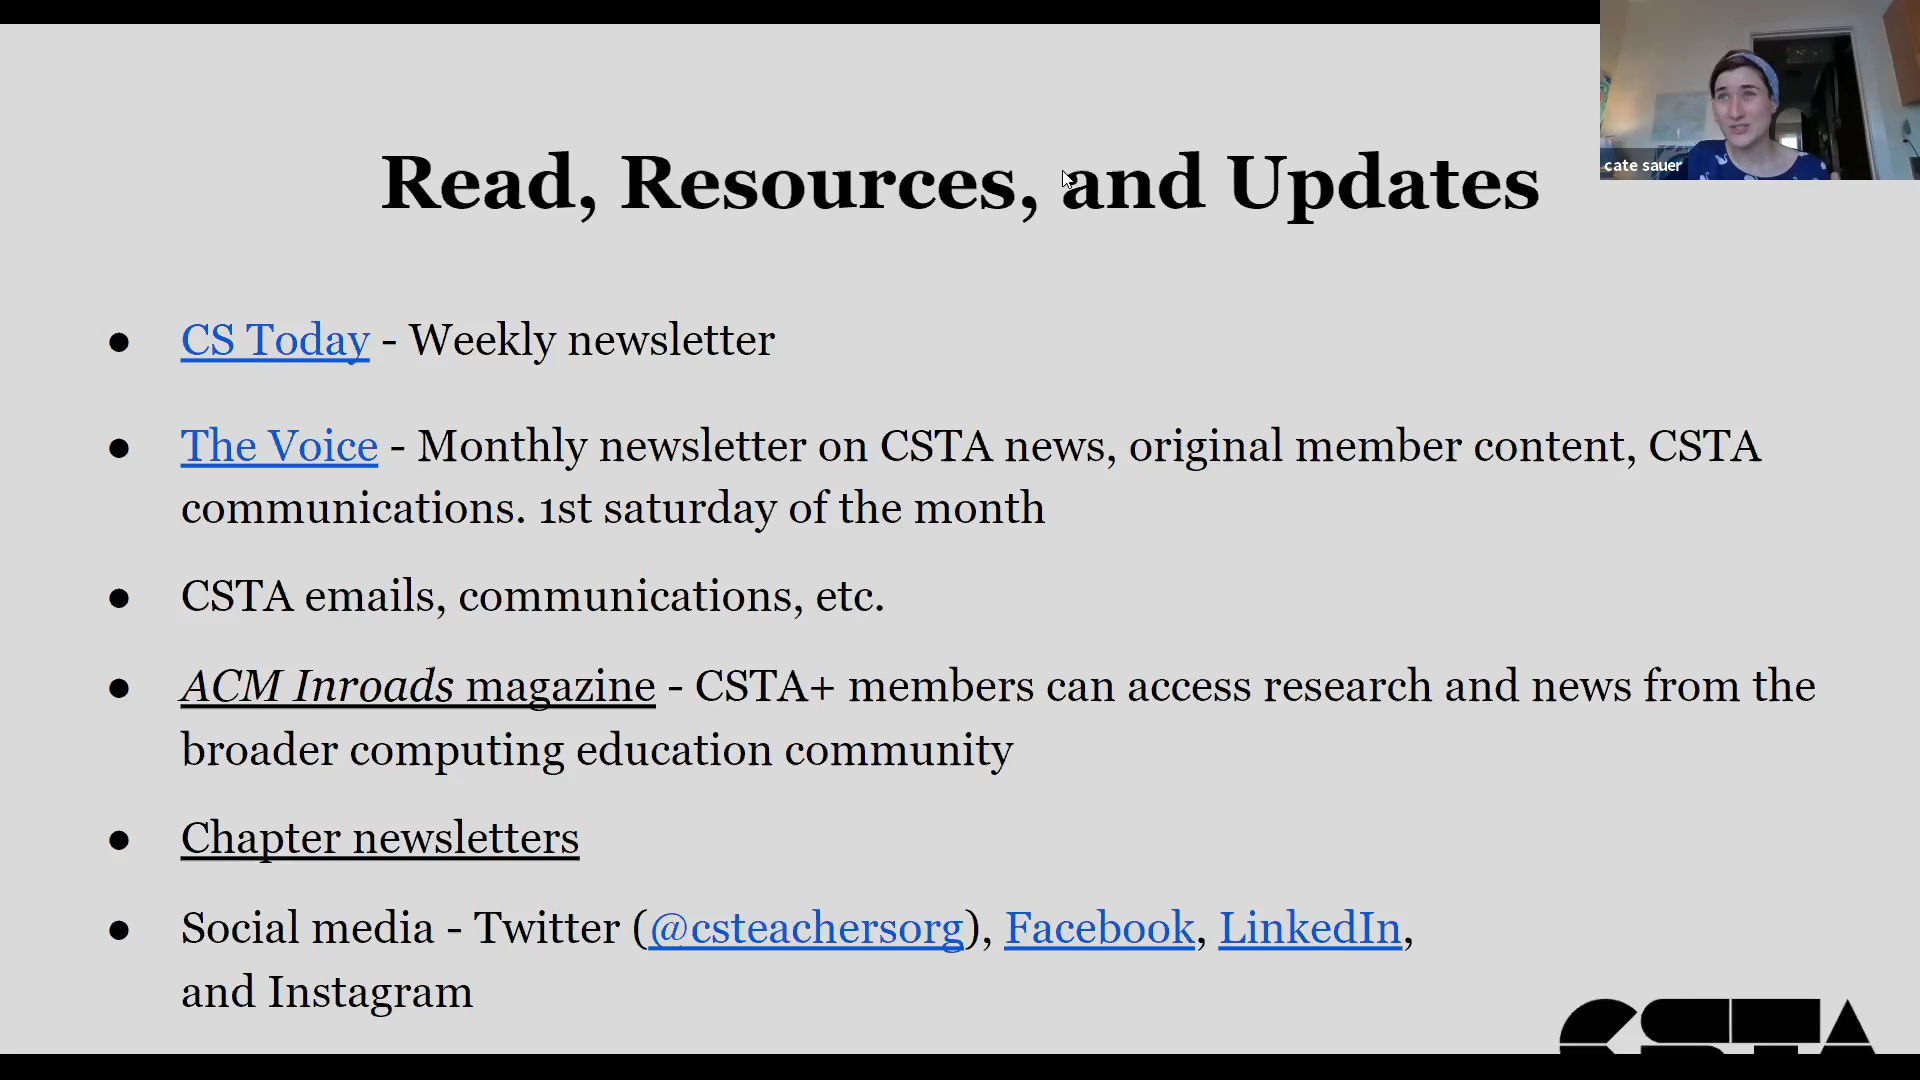 cate sauer
Read, Resources, and Updates
● CS Today - Weekly newsletter
● The Voice - Monthly newsletter on CSTA news, original member content, CSTA
communications. 1st saturday of the month
● CSTA emails, communications, etc.
● ACM Inroads magazine - CSTA+ members can access research and news from the
broader computing education community
● Chapter newsletters
● Social media - Twitter (@csteachersorg), Facebook, LinkedIn,
and Instagram
CSTA